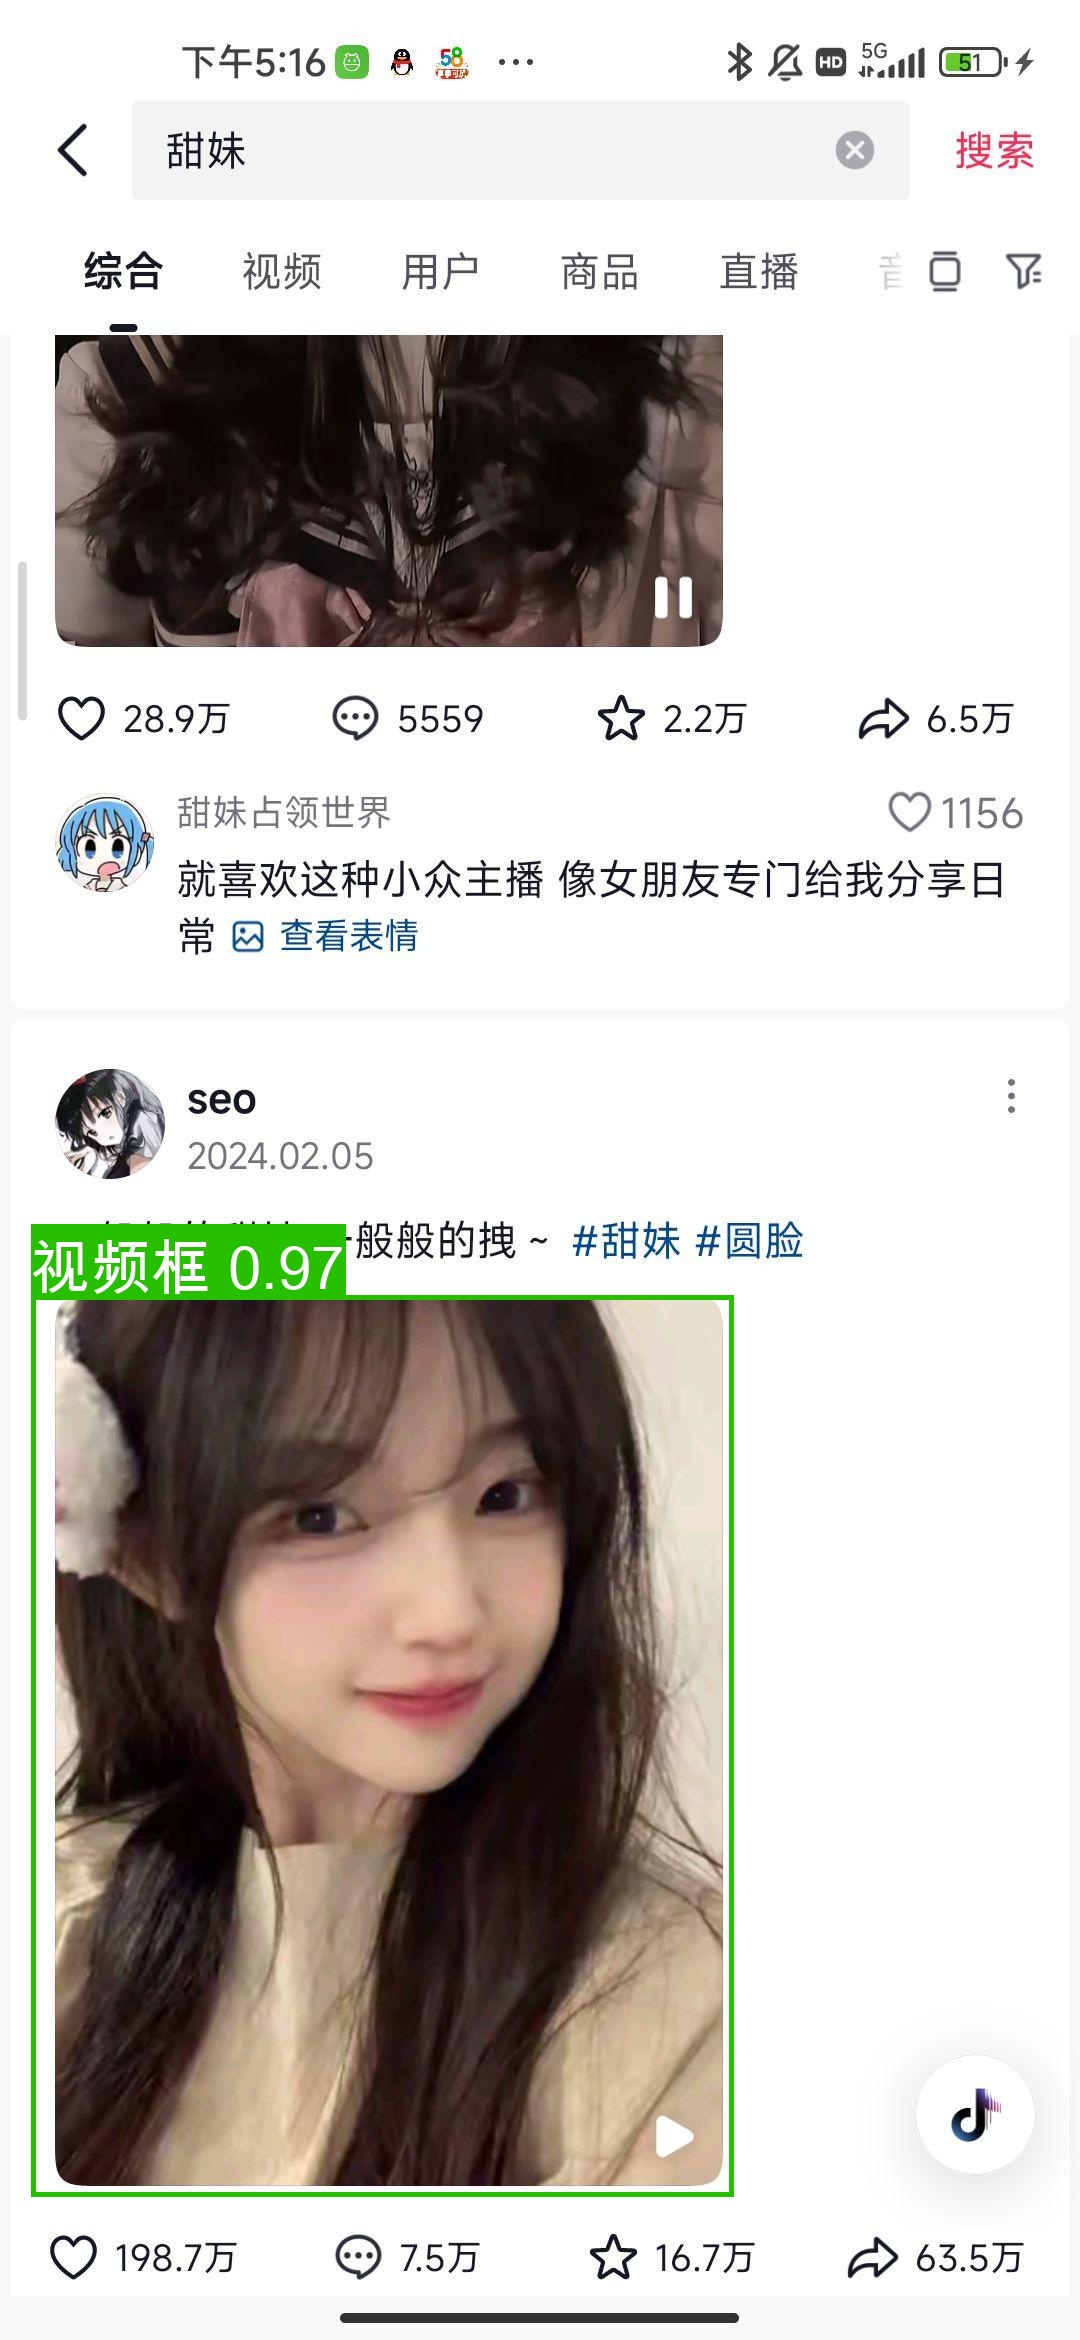 下午5:16 58 ... HD 5G 51
甜妹 搜索
综合 视频 用户 商品 直播
28.9万 5559 2.2万 6.5万
甜妹占领世界 1156
就喜欢这种小众主播 像女朋友专门给我分享日
常 查看表情
seo
2024.02.05
般般的拽 ~ #甜妹 #圆脸
视频框 0.97
198.7万 7.5万 16.7万 63.5万